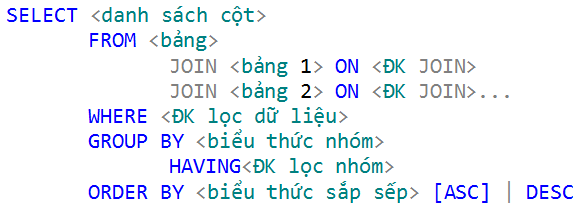 SELECT <danh sách cột>
FROM <bảng>
JOIN <bảng 1> ON <ĐK JOIN>
JOIN <bảng 2> ON <ĐK JOIN>...
WHERE <ĐK lọc dữ liệu>
GROUP BY <biểu thức nhóm>
HAVING<ĐK lọc nhóm>
ORDER BY <biểu thức sắp sếp> [ASC] | DESC